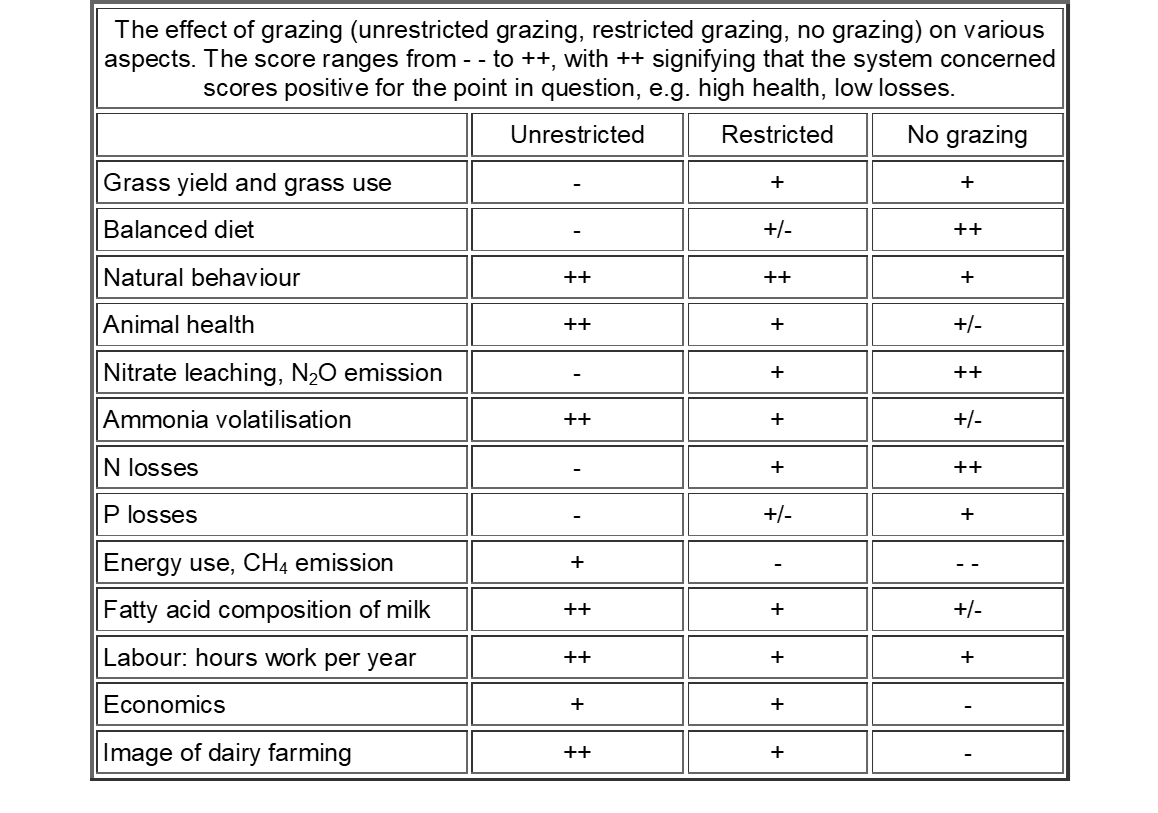 The effect of grazing (unrestricted grazing, restricted grazing, no grazing) on various
aspects. The score ranges from - - to ++, with ++ signifying that the system concerned
scores positive for the point in question, e.g. high health, low losses.
Unrestricted Restricted No grazing
Grass yield and grass use - + +
Balanced diet - +/- ++
Natural behaviour ++ ++ +
Animal health ++ + +/-
Nitrate leaching, N₂O emission - + ++
Ammonia volatilisation ++ + +/-
N losses - + ++
P losses - +/- +
Energy use, CH₄ emission + - - -
Fatty acid composition of milk ++ + +/-
Labour: hours work per year ++ + +
Economics + + -
Image of dairy farming ++ + -